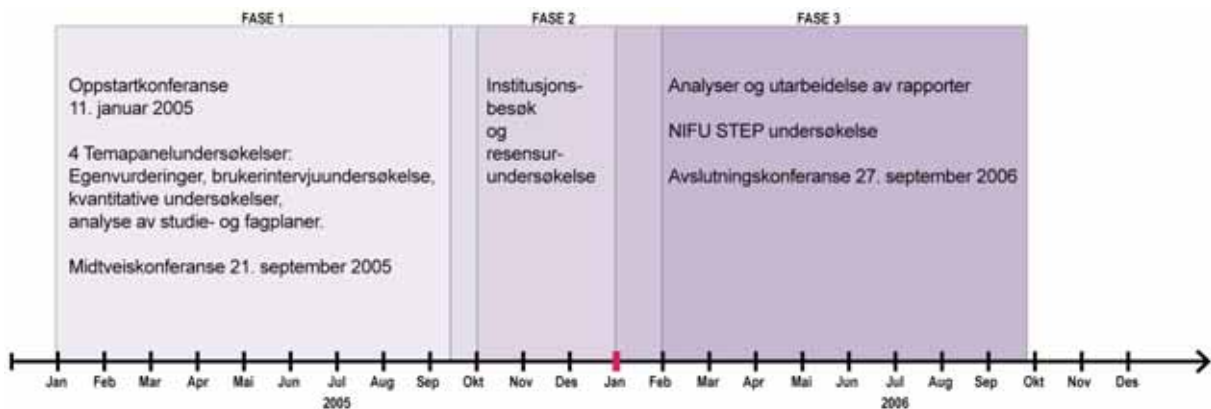 FASE 1
FASE 2
FASE 3
Oppstartkonferanse
11. januar 2005
4 Temapanelundersøkelser:
Egenvurderinger, brukerintervjuundersøkelse,
kvantitative undersøkelser,
analyse av studie- og fagplaner.
Midtveiskonferanse 21. september 2005
Institusjons-
besøk
og
resensur-
undersøkelse
Analyser og utarbeidelse av rapporter
NIFU STEP undersøkelse
Avslutningskonferanse 27. september 2006
Jan Feb Mar Apr Mai Jun Jul Aug Sep Okt Nov Des Jan Feb Mar Apr Mai Jun Jul Aug Sep Okt Nov Des
2005 2006